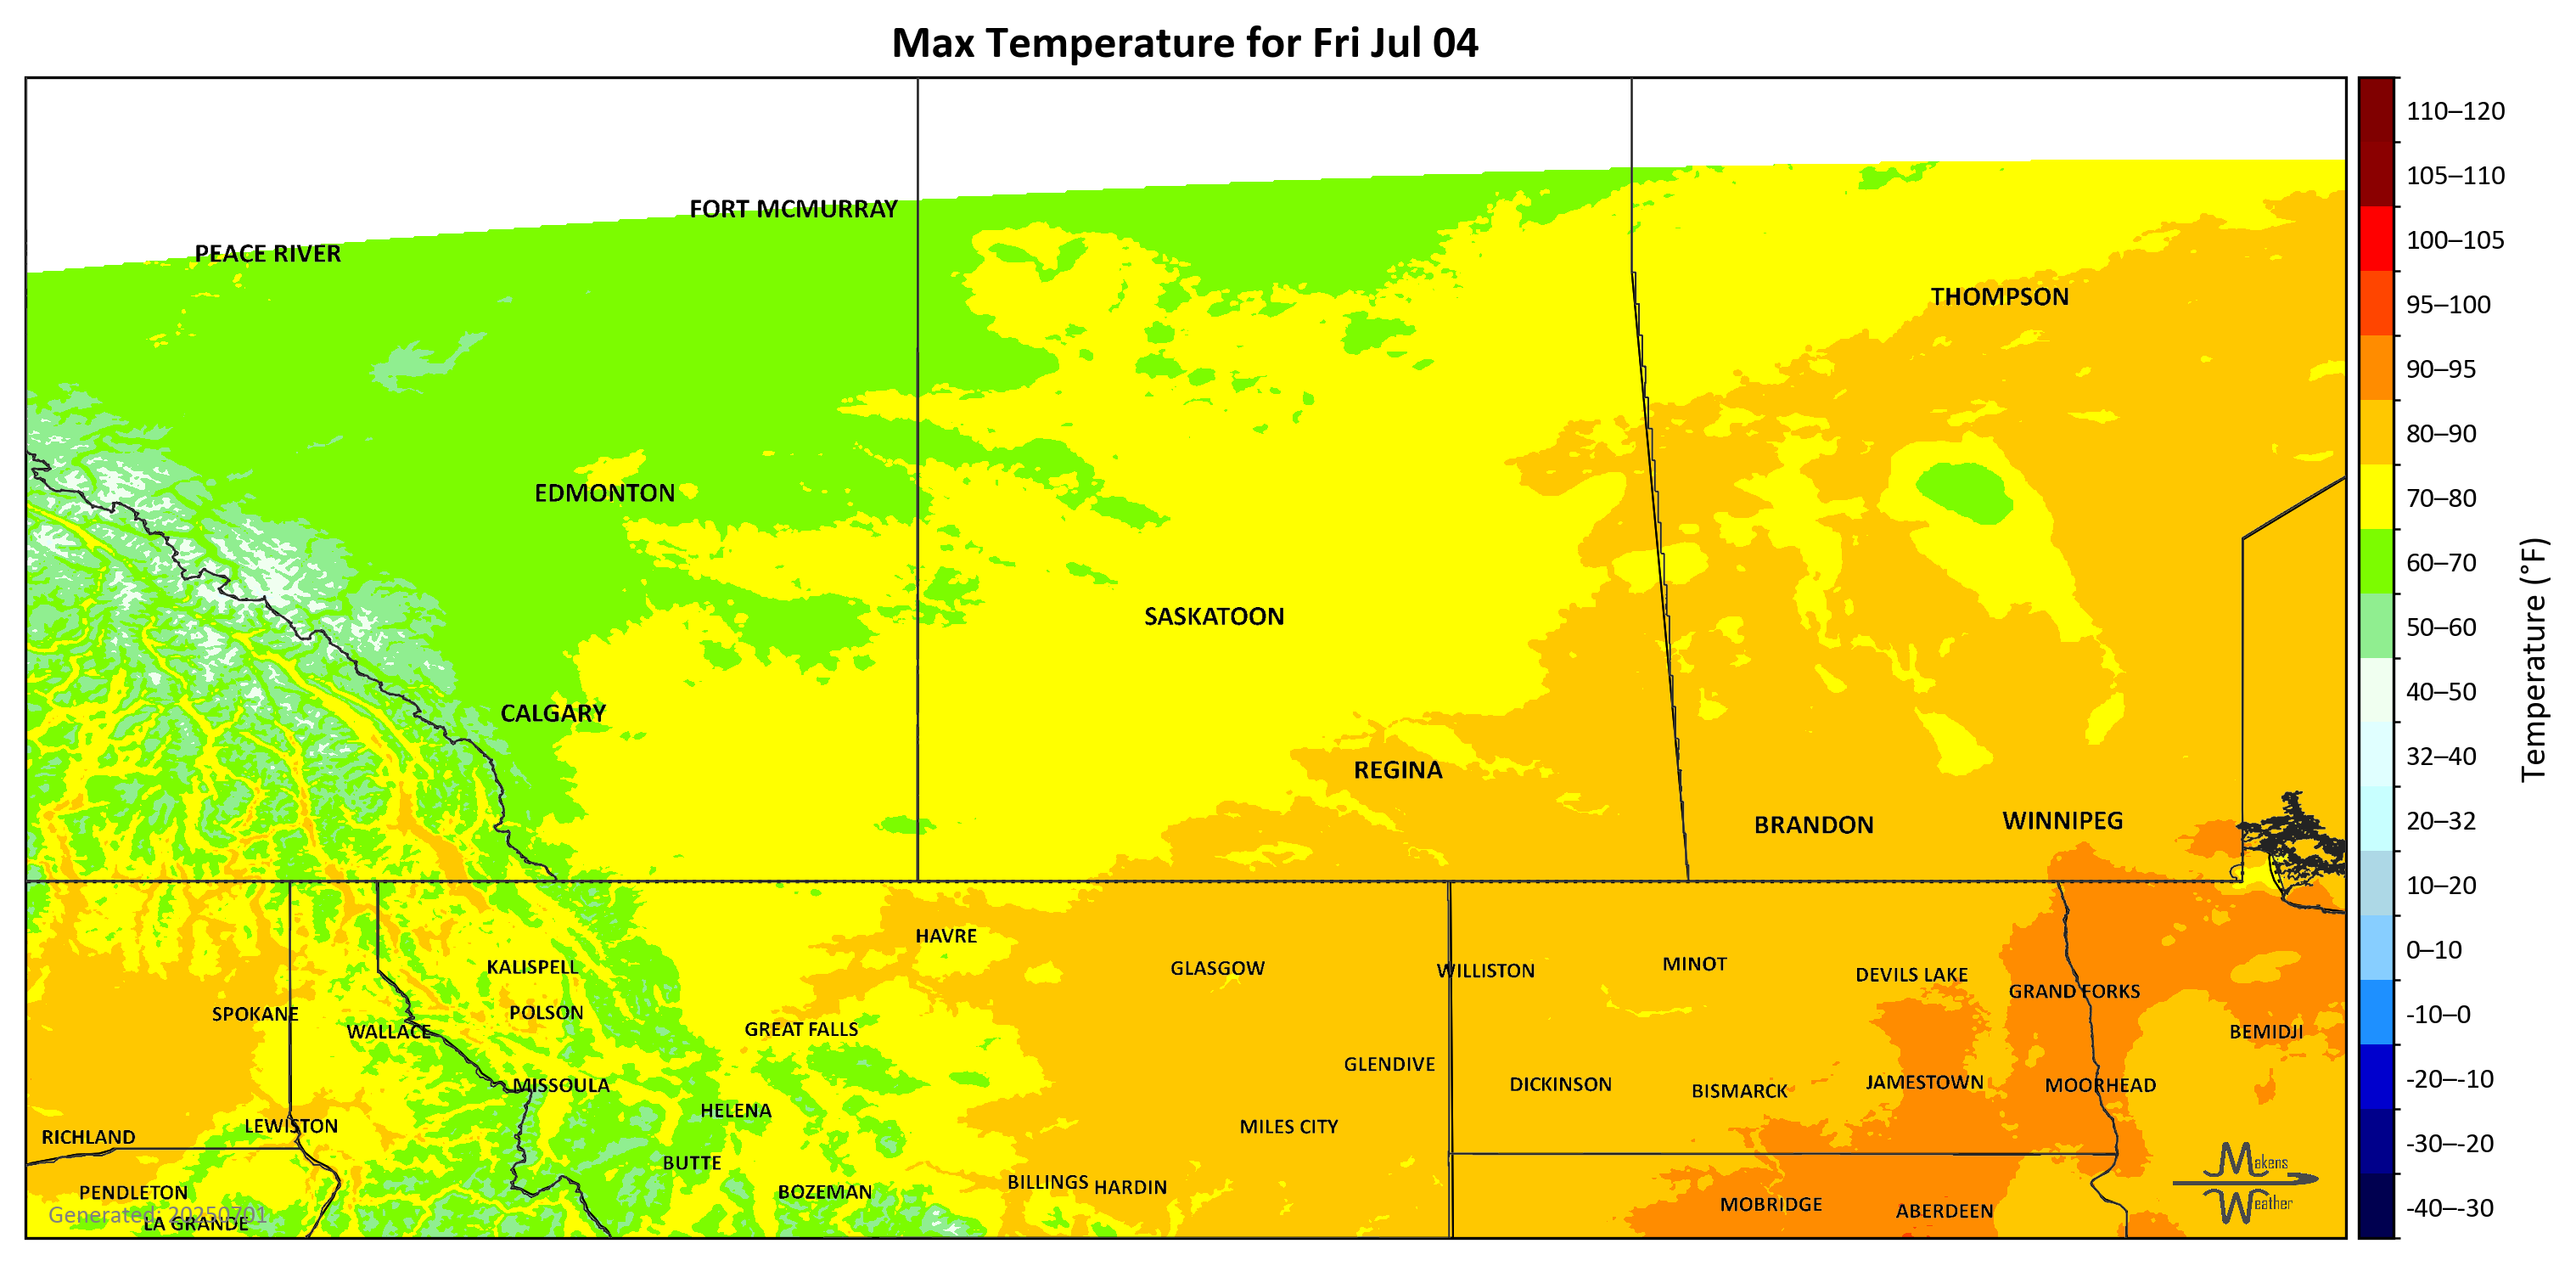 Max Temperature for Fri Jul 04
FORT MCMURRAY
PEACE RIVER
THOMPSON
EDMONTON
SASKATOON
CALGARY
REGINA
BRANDON
WINNIPEG
HAVRE
KALISPELL
GLASGOW
WILLISTON
MINOT
DEVILS LAKE
GRAND FORKS
SPOKANE
POLSON
WALLACE
GREAT FALLS
BEMIDJI
GLENDIVE
MISSOULA
DICKINSON
BISMARCK
JAMESTOWN
MOORHEAD
HELENA
LEWISTON
MILES CITY
RICHLAND
BUTTE
PENDLETON
BOZEMAN
BILLINGS
HARDIN
MOBRIDGE
ABERDEEN
Generated: 20250701
LA GRANDE
Makens
Weather
110–120
105–110
100–105
95–100
90–95
80–90
70–80
60–70
50–60
40–50
32–40
20–32
10–20
0–10
-10–0
-20–-10
-30–-20
-40–-30
Temperature (°F)